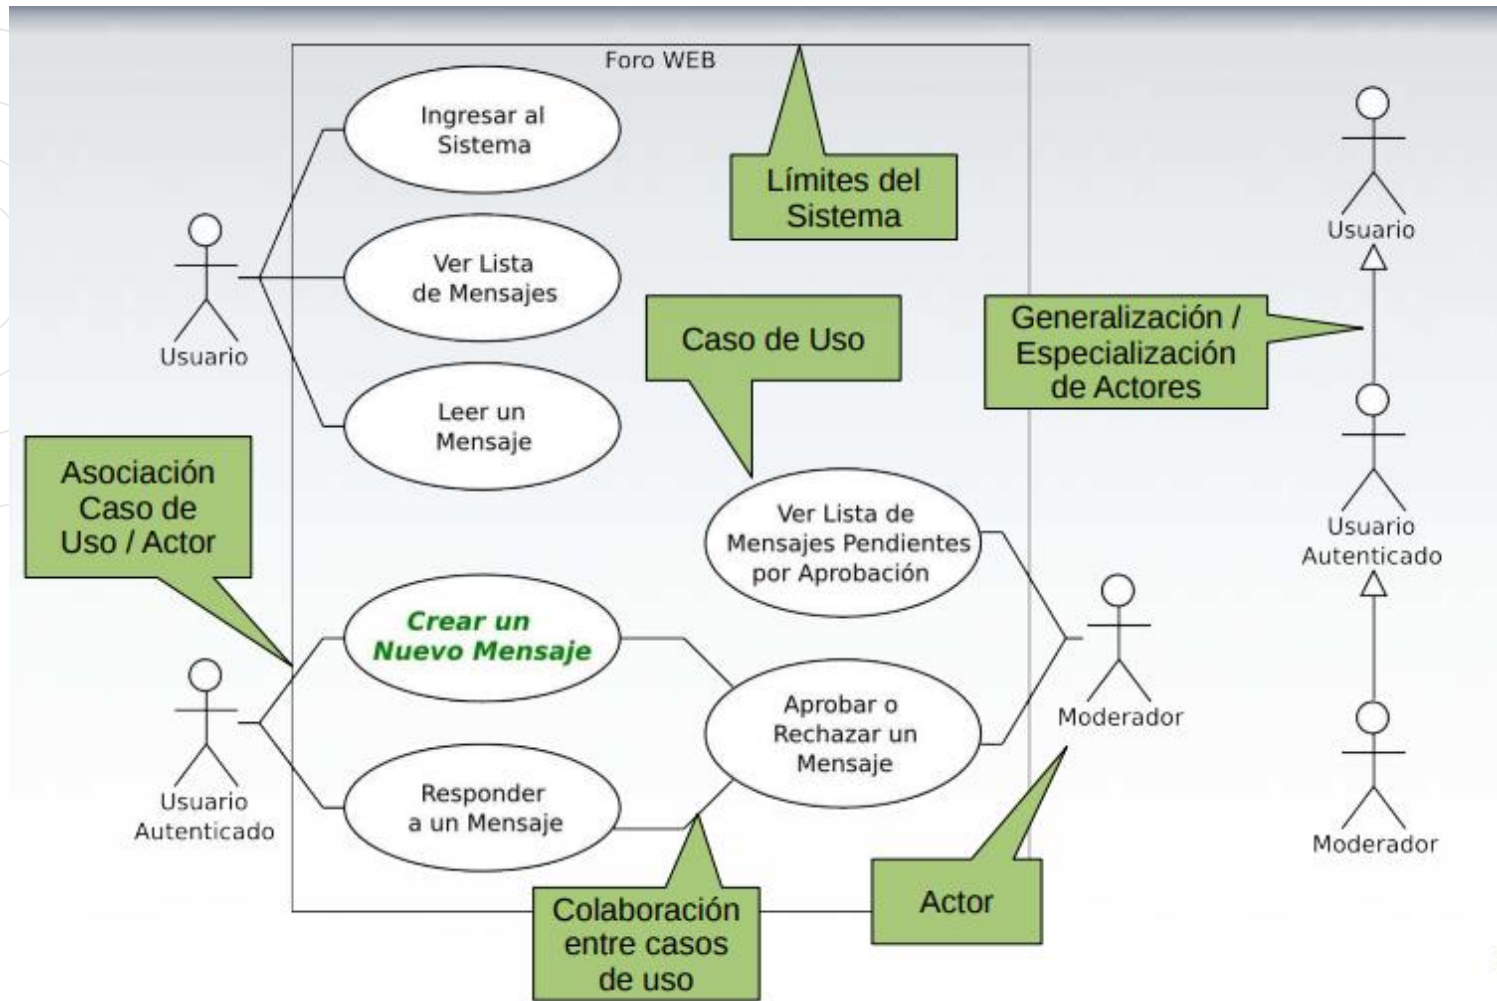 Foro WEB
Ingresar al
Sistema
Límites del
Sistema
Usuario
Ver Lista
de Mensajes
Usuario
Caso de Uso
Generalización /
Especialización
de Actores
Leer un
Mensaje
Asociación
Caso de
Uso / Actor
Ver Lista de
Mensajes Pendientes
por Aprobación
Usuario
Autenticado
Crear un
Nuevo Mensaje
Aprobar o
Rechazar un
Mensaje
Moderador
Usuario
Autenticado
Responder
a un Mensaje
Moderador
Colaboración
entre casos
de uso
Actor